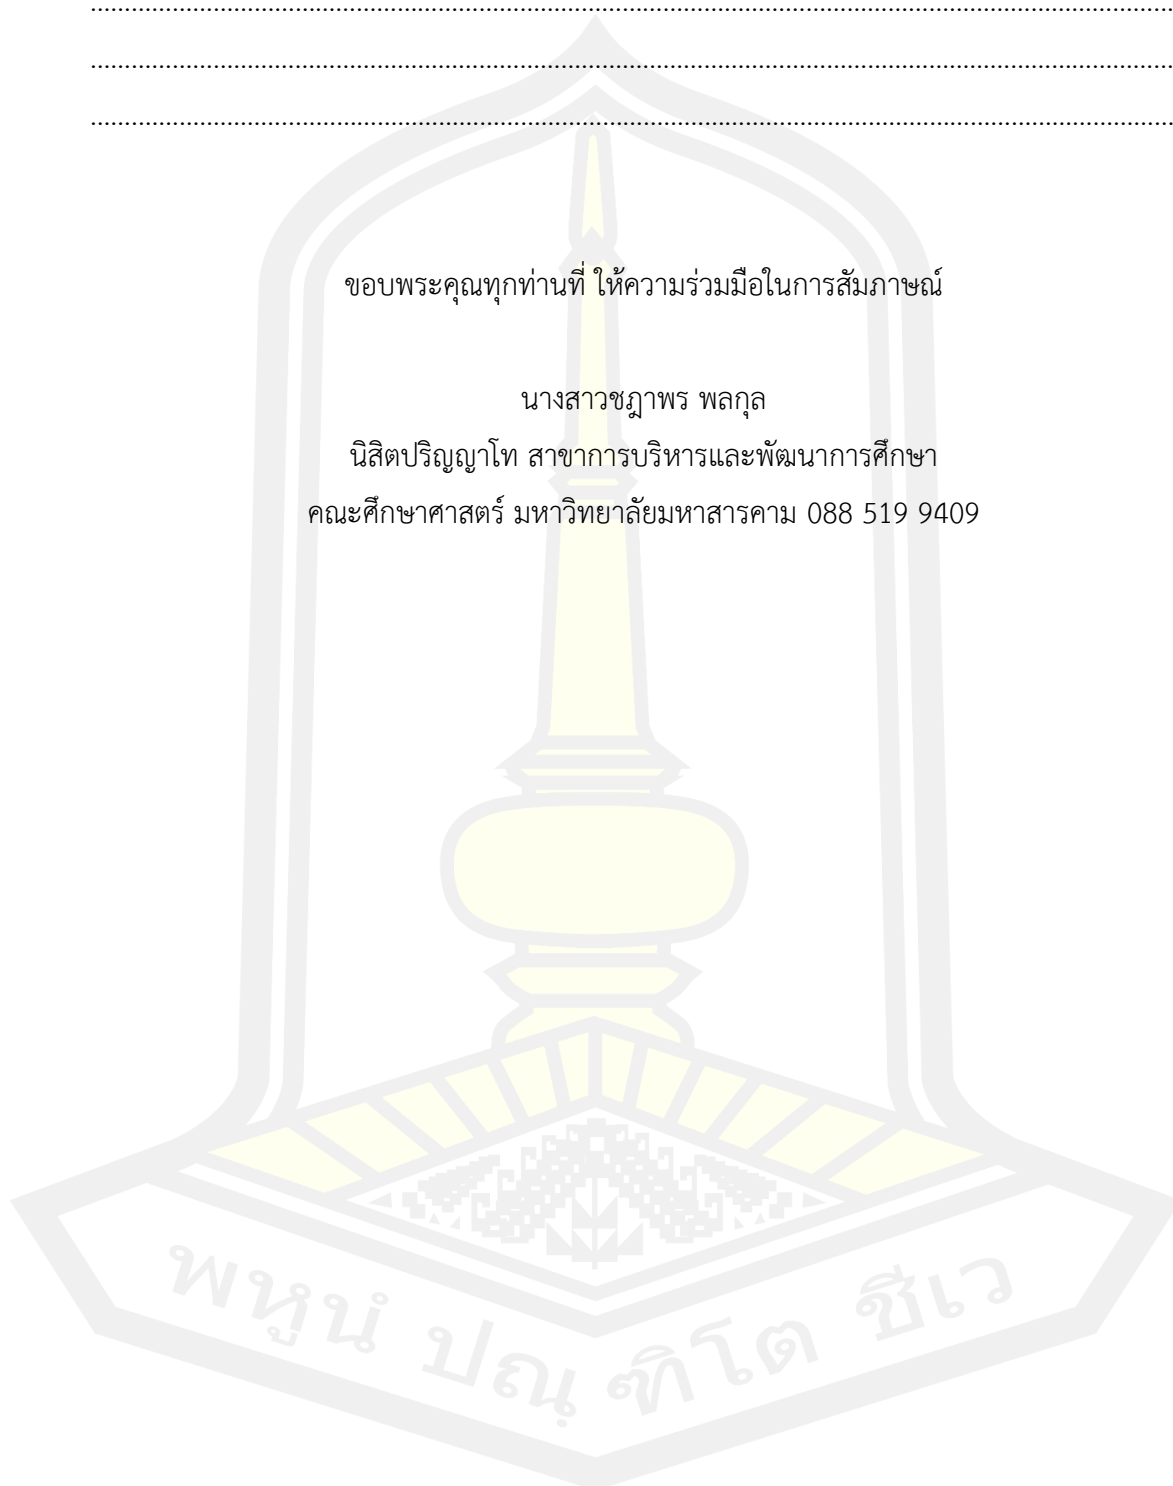 ........................................................................................................................................................
........................................................................................................................................................
........................................................................................................................................................
ขอบพระคุณทุกท่านที่ ให้ความร่วมมือในการสัมภาษณ์
นางสาวชฎาพร พลกุล
นิสิตปริญญาโท สาขาการบริหารและพัฒนาการศึกษา
คณะศึกษาศาสตร์ มหาวิทยาลัยมหาสารคาม 088 519 9409
พหูนํ ปณฺฑิโต ชีเว